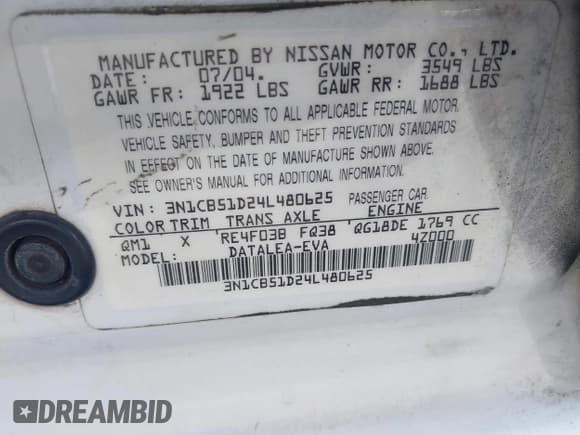 MANUFACTURED BY NISSAN MOTOR CO., LTD.
DATE: 07/04. GVWR: 3549 LBS
GAWR FR: 1922 LBS GAWR RR: 1688 LBS
THIS VEHICLE CONFORMS TO ALL APPLICABLE FEDERAL MOTOR
VEHICLE SAFETY, BUMPER AND THEFT PREVENTION STANDARDS
IN EFFECT ON THE DATE OF MANUFACTURE SHOWN ABOVE.
SEE OWNER'S MANUAL FOR ADDITIONAL INFORMATION.
VIN: 3N1CB51D24L480625 PASSENGER CAR
COLOR TRIM TRANS AXLE ENGINE
QM1 X RE4F03B FQ38 QG18DE 1769 CC
MODEL: DATALEA-EVA 4Z000
3N1CB51D24L480625
DREAMBID